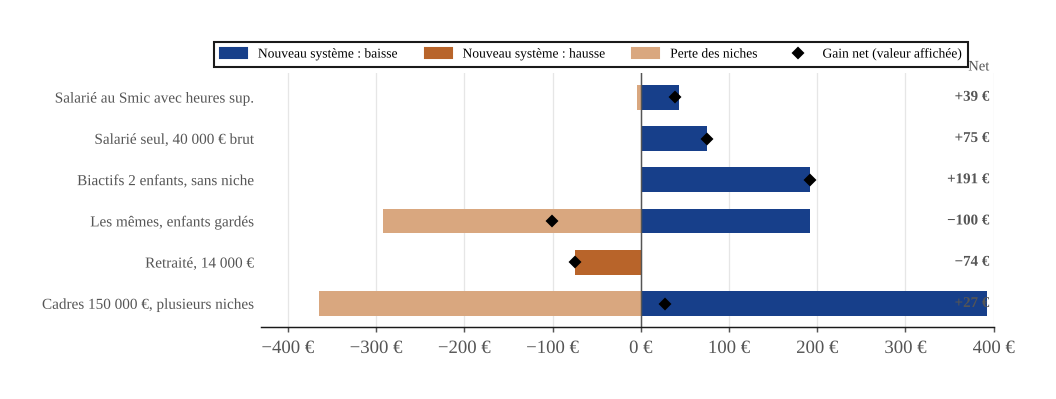 Nouveau système : baisse Nouveau système : hausse Perte des niches Gain net (valeur affichée)
Net
Salarié au Smic avec heures sup. +39 €
Salarié seul, 40 000 € brut +75 €
Biactifs 2 enfants, sans niche +191 €
Les mêmes, enfants gardés −100 €
Retraité, 14 000 € −74 €
Cadres 150 000 €, plusieurs niches +27 €
−400 € −300 € −200 € −100 € 0 € 100 € 200 € 300 € 400 €